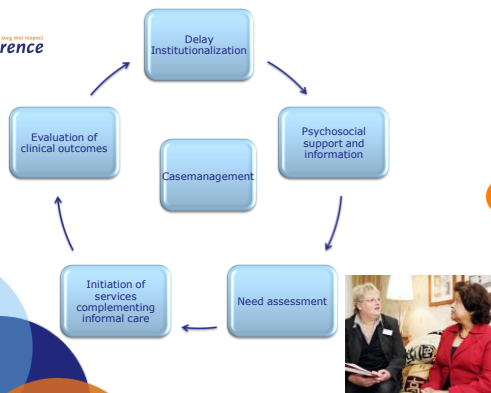 zorg met respect
rence
Delay
Institutionalization
Psychosocial
support and
information
Need assessment
Initiation of
services
complementing
informal care
Evaluation of
clinical outcomes
Casemanagement